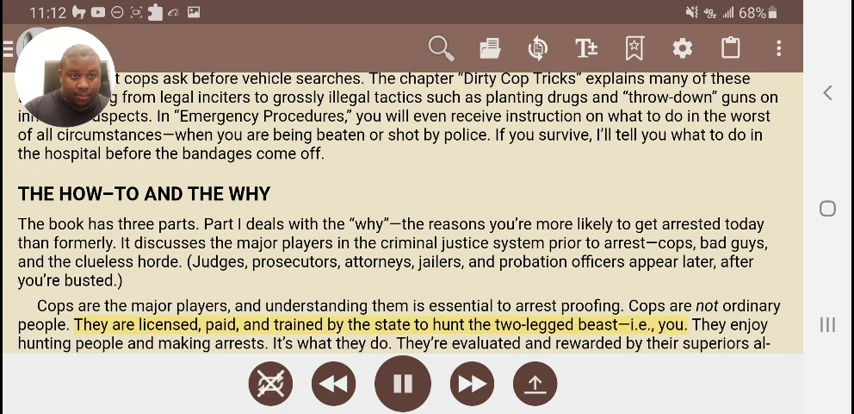 11:12
68%
t cops ask before vehicle searches. The chapter “Dirty Cop Tricks” explains many of these
g from legal inciters to grossly illegal tactics such as planting drugs and “throw-down” guns on
spects. In “Emergency Procedures,” you will even receive instruction on what to do in the worst
of all circumstances—when you are being beaten or shot by police. If you survive, I’ll tell you what to do in
the hospital before the bandages come off.
THE HOW–TO AND THE WHY
The book has three parts. Part I deals with the “why”—the reasons you’re more likely to get arrested today
than formerly. It discusses the major players in the criminal justice system prior to arrest—cops, bad guys,
and the clueless horde. (Judges, prosecutors, attorneys, jailers, and probation officers appear later, after
you’re busted.)
Cops are the major players, and understanding them is essential to arrest proofing. Cops are not ordinary
people. They are licensed, paid, and trained by the state to hunt the two-legged beast—i.e., you. They enjoy
hunting people and making arrests. It’s what they do. They’re evaluated and rewarded by their superiors al-